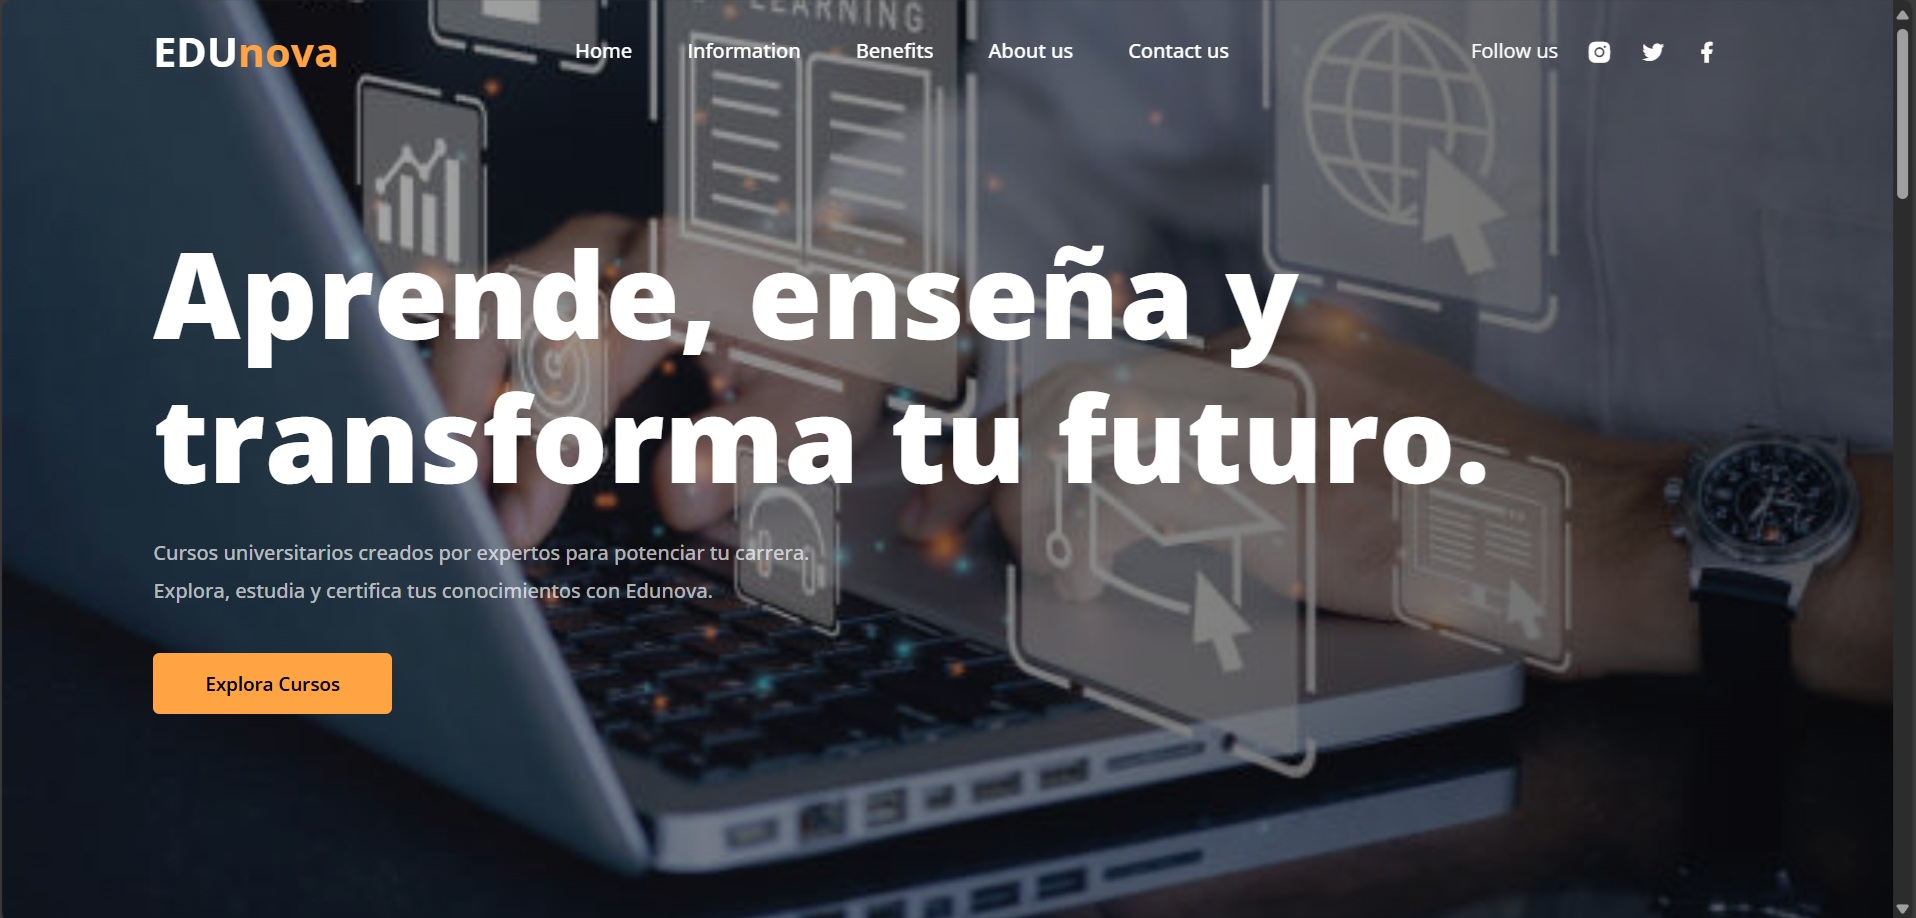 EDUnova
Home Information Benefits About us Contact us
Follow us
LEARNING
Aprende, enseña y
transforma tu futuro.
Cursos universitarios creados por expertos para potenciar tu carrera.
Explora, estudia y certifica tus conocimientos con Edunova.
Explora Cursos